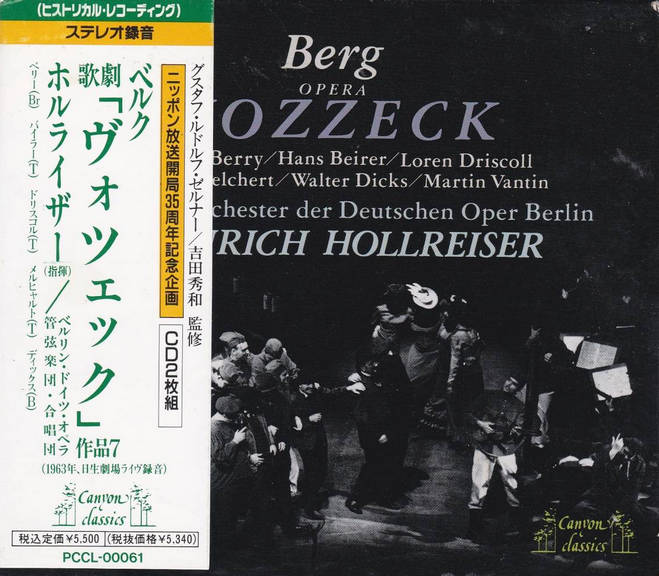 (ヒストリカル・レコーディング)
ステレオ録音
グスタフ・ルドルフ・ゼルナー/吉田秀和 監修
ニッポン放送開局35周年記念企画
CD2枚組
ベルク
歌劇「ヴォツェック」作品7
(1963年、日生劇場ライヴ録音)
ホルライザー(指揮)/ベルリン・ドイツ・オペラ
管弦楽団・合唱団
ベリー(Br) バイラー(T) ドリスコル(T) メルヒャルト(T) ディックス(B)
Canyon
classics
税込定価¥5,500 (税抜価格¥5,340)
PCCL-00061
Berg
OPERA
OZZECK
Berry/Hans Beirer/Loren Driscoll
elchert/Walter Dicks/Martin Vantin
chester der Deutschen Oper Berlin
RICH HOLLREISER
Canyon
classics